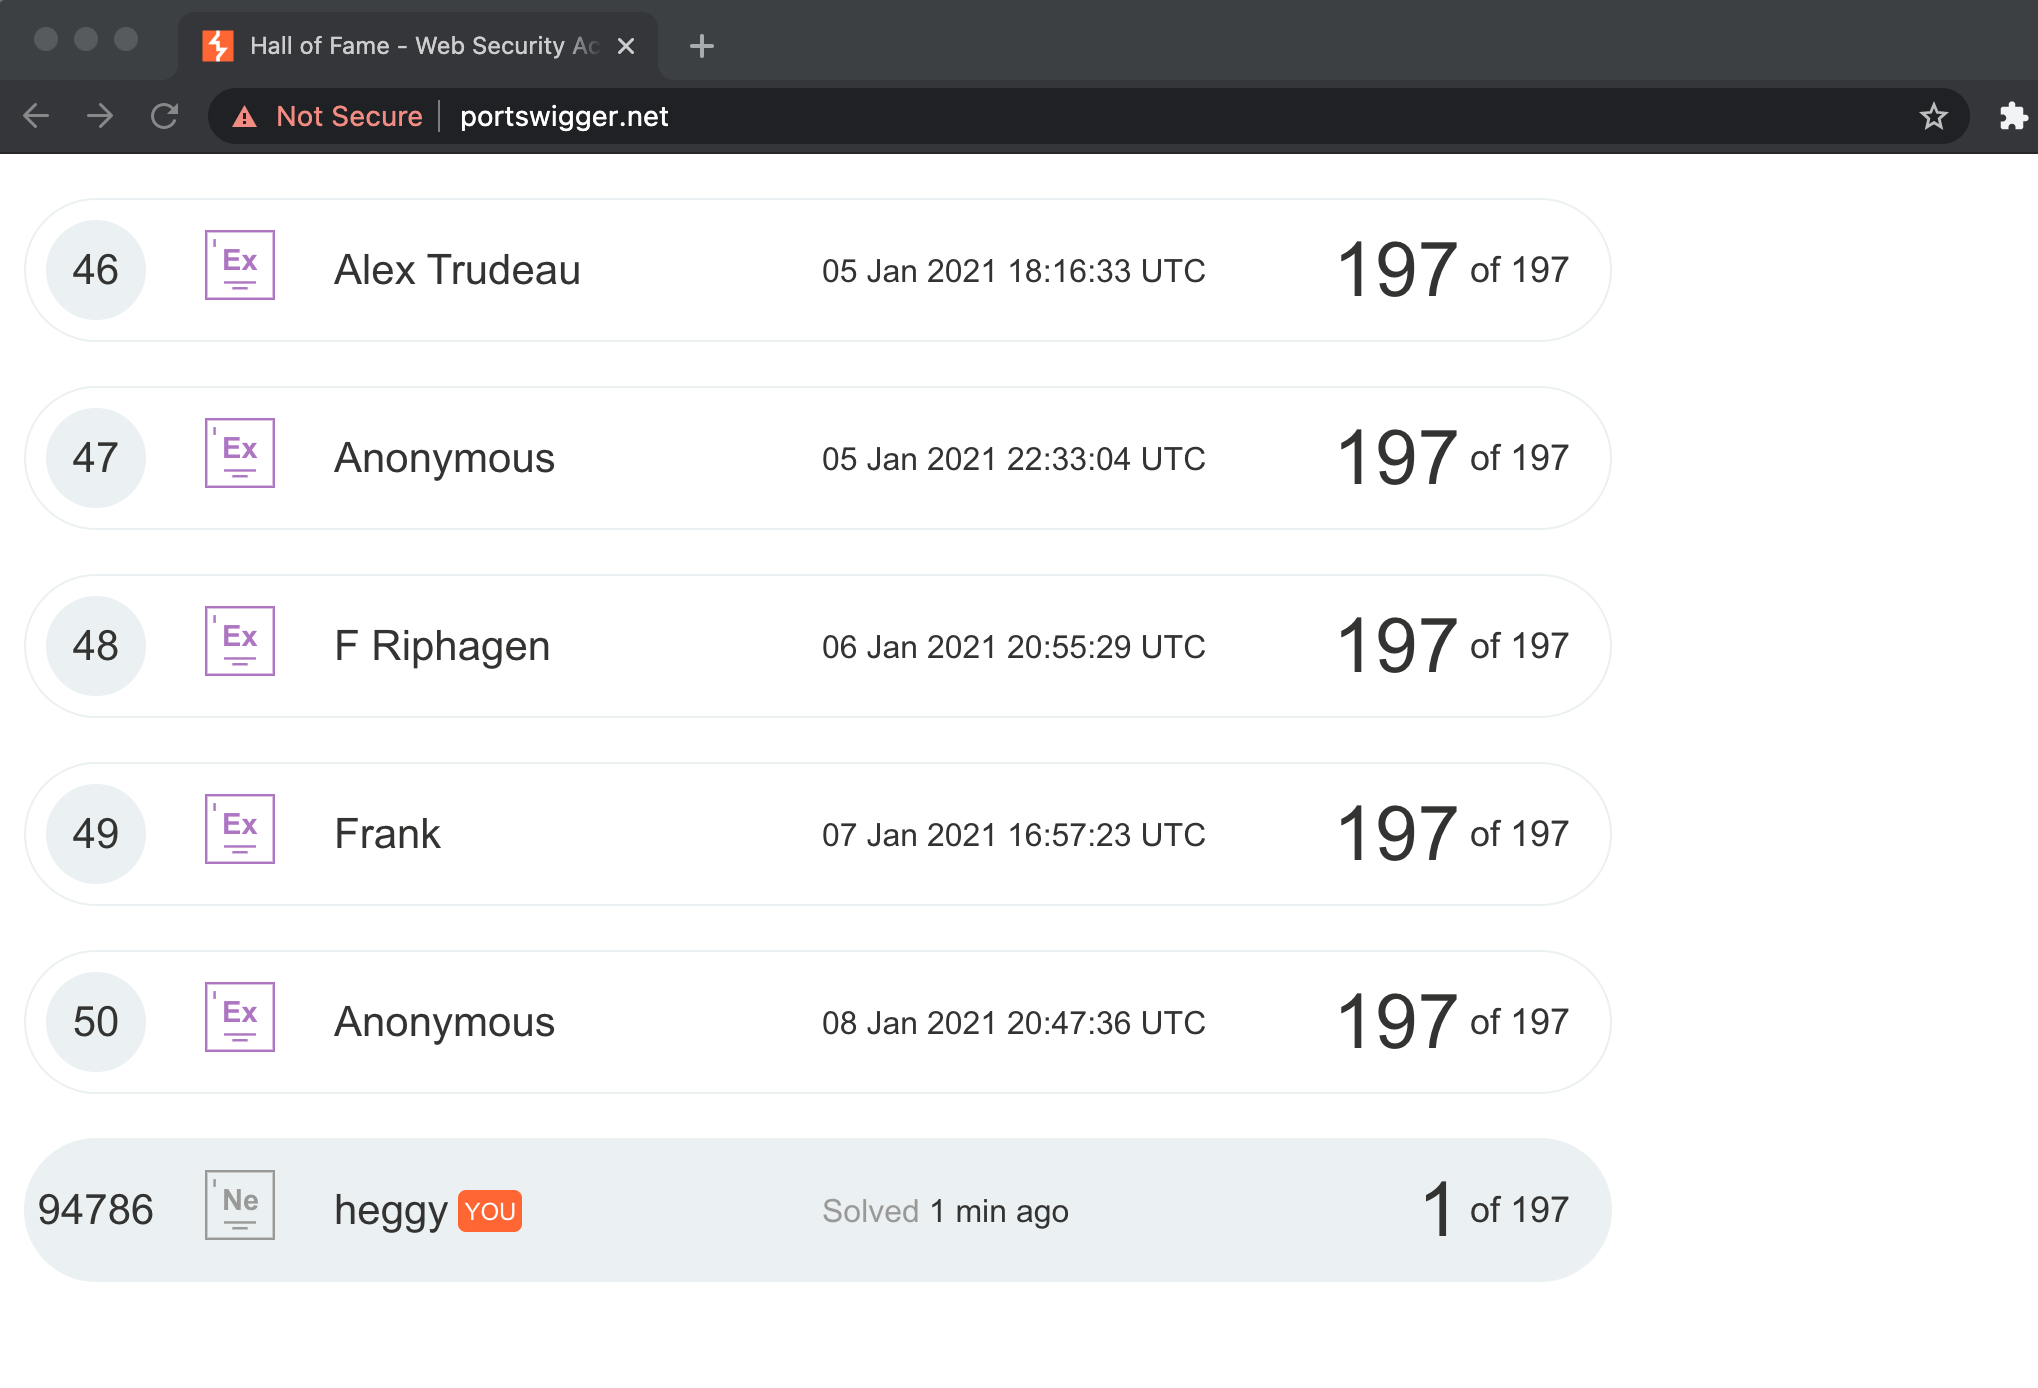 Hall of Fame - Web Security Ac
Not Secure portswigger.net
46 Ex Alex Trudeau 05 Jan 2021 18:16:33 UTC 197 of 197
47 Ex Anonymous 05 Jan 2021 22:33:04 UTC 197 of 197
48 Ex F Riphagen 06 Jan 2021 20:55:29 UTC 197 of 197
49 Ex Frank 07 Jan 2021 16:57:23 UTC 197 of 197
50 Ex Anonymous 08 Jan 2021 20:47:36 UTC 197 of 197
94786 Ne heggy YOU Solved 1 min ago 1 of 197